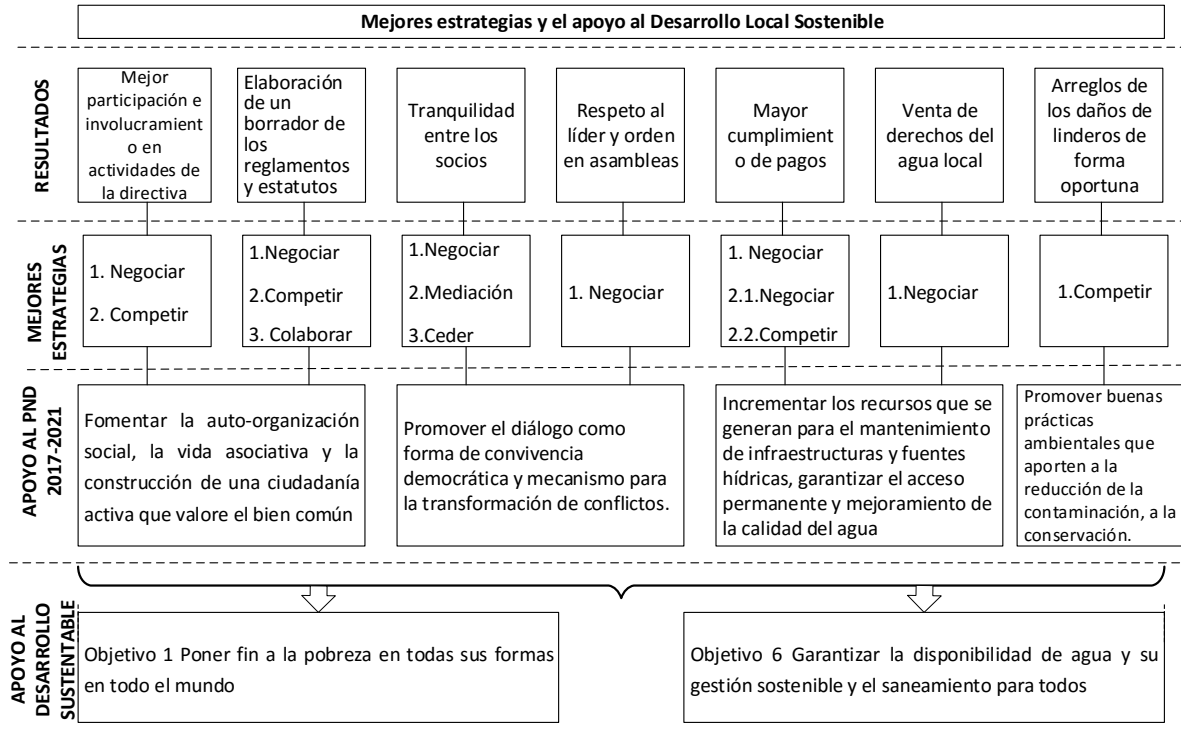 Mejores estrategias y el apoyo al Desarrollo Local Sostenible
RESULTADOS
Mejor
participación e
involucramient
o en
actividades de
la directiva
Elaboración
de un
borrador de
los
reglamentos
y estatutos
Tranquilidad
entre los
socios
Respeto al
líder y orden
en asambleas
Mayor
cumplimient
o de pagos
Venta de
derechos del
agua local
Arreglos de
los daños de
linderos de
forma
oportuna
MEJORES
ESTRATEGIAS
1. Negociar
2. Competir
1.Negociar
2.Competir
3. Colaborar
1.Negociar
2.Mediación
3.Ceder
1. Negociar
1. Negociar
2.1.Negociar
2.2.Competir
1.Negociar
1.Competir
APOYO AL PND
2017-2021
Fomentar la auto-organización
social, la vida asociativa y la
construcción de una ciudadanía
activa que valore el bien común
Promover el diálogo como
forma de convivencia
democrática y mecanismo para
la transformación de conflictos.
Incrementar los recursos que se
generan para el mantenimiento
de infraestructuras y fuentes
hídricas, garantizar el acceso
permanente y mejoramiento de
la calidad del agua
Promover buenas
prácticas
ambientales que
aporten a la
reducción de la
contaminación, a la
conservación.
APOYO AL
DESARROLLO
SUSTENTABLE
Objetivo 1 Poner fin a la pobreza en todas sus formas
en todo el mundo
Objetivo 6 Garantizar la disponibilidad de agua y su
gestión sostenible y el saneamiento para todos